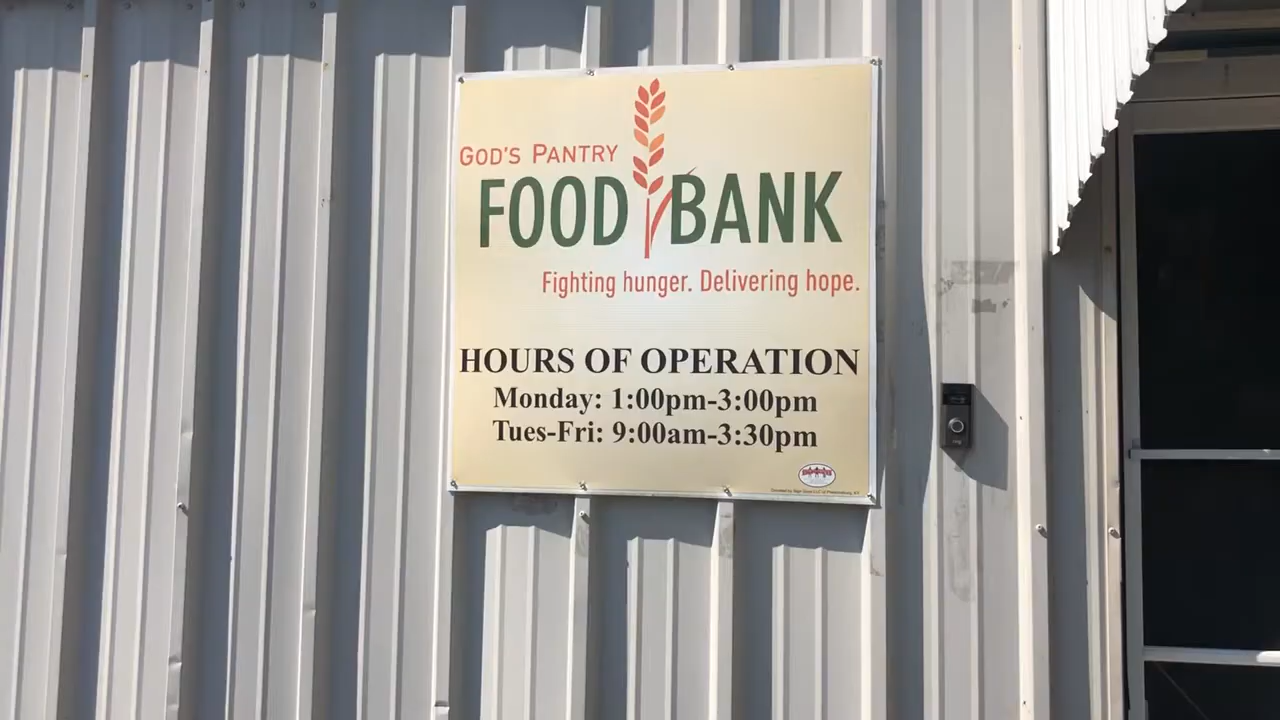 GOD'S PANTRY
FOOD BANK
Fighting hunger. Delivering hope.
HOURS OF OPERATION
Monday: 1:00pm-3:00pm
Tues-Fri: 9:00am-3:30pm